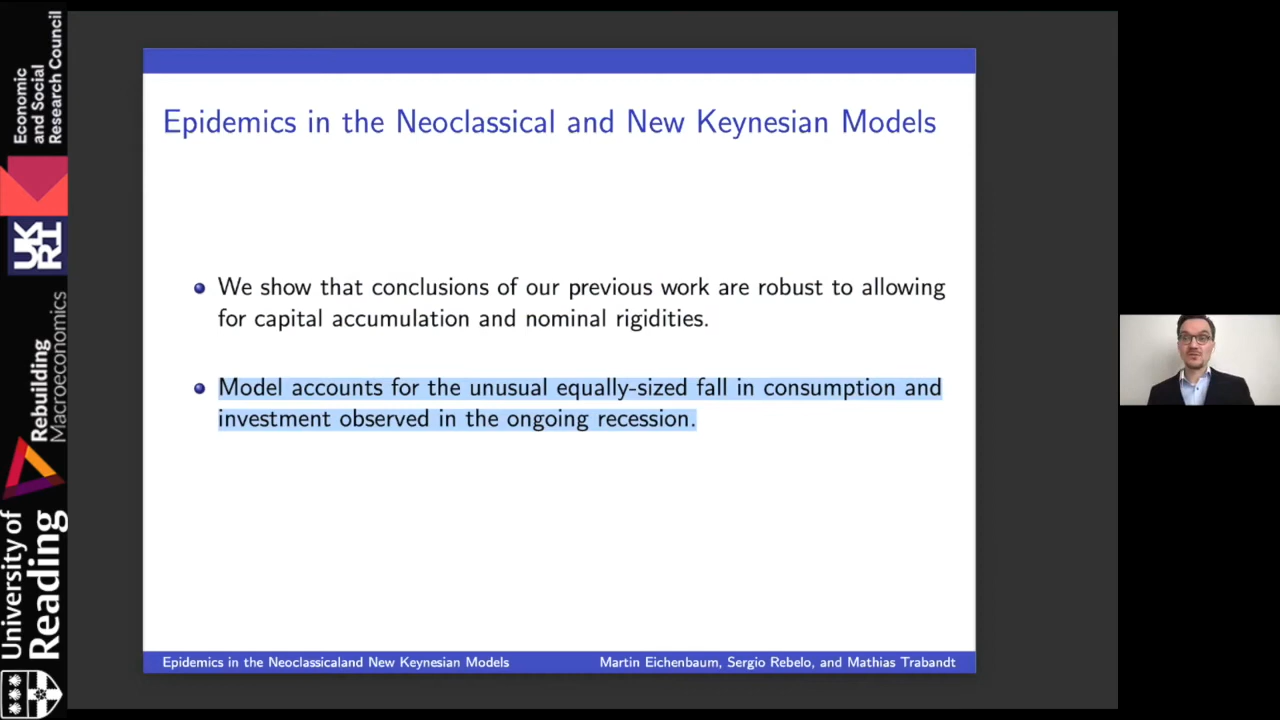 Economic
and Social
Research Council
UKRI
Rebuilding
Macroeconomics
University of
Reading
Epidemics in the Neoclassical and New Keynesian Models
We show that conclusions of our previous work are robust to allowing
for capital accumulation and nominal rigidities.
Model accounts for the unusual equally-sized fall in consumption and
investment observed in the ongoing recession.
Epidemics in the Neoclassicaland New Keynesian Models
Martin Eichenbaum, Sergio Rebelo, and Mathias Trabandt